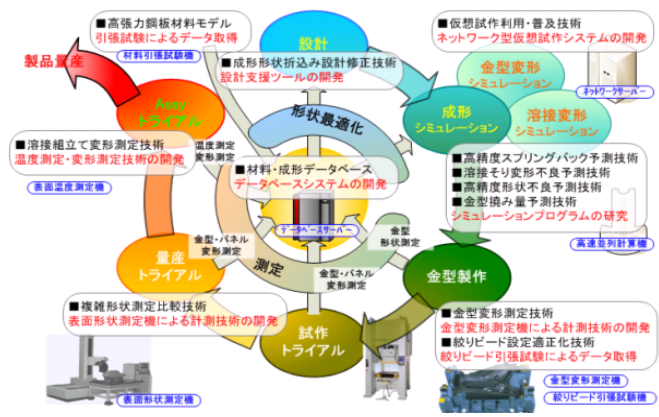 ■高張力鋼板材料モデル
引張試験によるデータ取得
材料引張試験機
製品量産
設計
■成形形状折込み設計修正技術
設計支援ツールの開発
■仮想試作利用・普及技術
ネットワーク型仮想試作システムの開発
金型変形
シミュレーション
ネットワークサーバー
Assy
トライアル
形状最適化
成形
シミュレーション
溶接変形
シミュレーション
■溶接組立て変形測定技術
温度測定・変形測定技術の開発
表面温度測定機
温度測定
変形測定
■材料・成形データベース
データベースシステムの開発
データベースサーバー
■高精度スプリングバック予測技術
■溶接そり変形不良予測技術
■高精度形状不良予測技術
■金型撓み量予測技術
シミュレーションプログラムの研究
高速並列計算機
金型・パネル
変形測定
金型
形状測定
測定
金型・パネル
変形測定
量産
トライアル
金型製作
■複雑形状測定比較技術
表面形状測定機による計測技術の開発
表面形状測定機
試作
トライアル
■金型変形測定技術
金型変形測定機による計測技術の開発
■絞りビード設定適正化技術
絞りビード引張試験によるデータ取得
金型変形測定機
絞りビード引張試験機